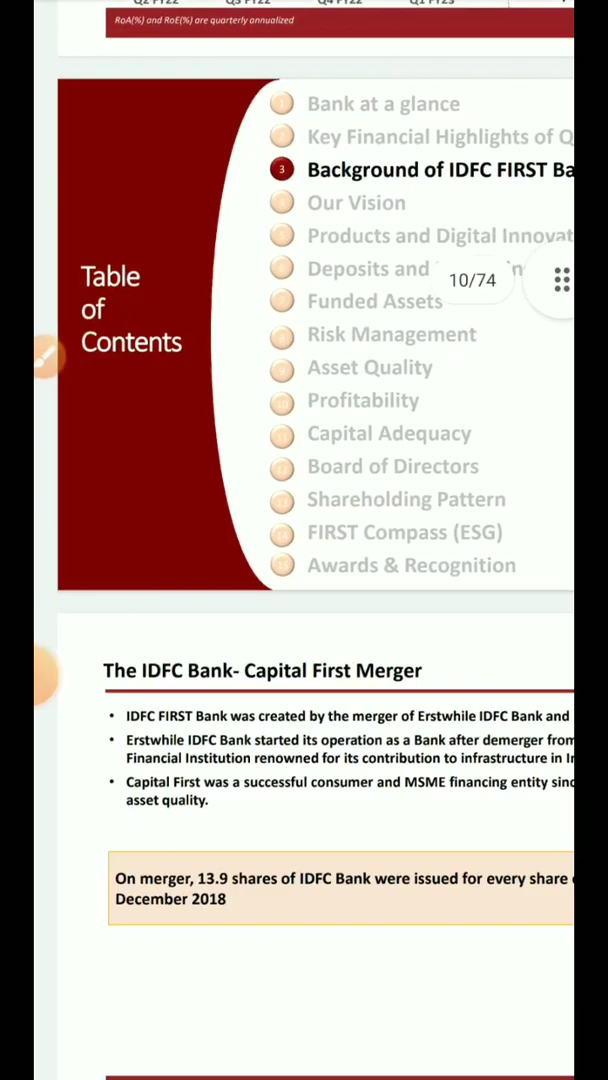 RoA(%) and RoE(%) are quarterly annualized
Table
of
Contents
Bank at a glance
Key Financial Highlights of Q
3 Background of IDFC FIRST Ba
Our Vision
Products and Digital Innovat
Deposits and
10/74
Funded Assets
Risk Management
9 Asset Quality
10 Profitability
Capital Adequacy
Board of Directors
Shareholding Pattern
FIRST Compass (ESG)
Awards & Recognition
The IDFC Bank- Capital First Merger
• IDFC FIRST Bank was created by the merger of Erstwhile IDFC Bank and
• Erstwhile IDFC Bank started its operation as a Bank after demerger from
Financial Institution renowned for its contribution to infrastructure in In
• Capital First was a successful consumer and MSME financing entity sinc
asset quality.
On merger, 13.9 shares of IDFC Bank were issued for every share
December 2018